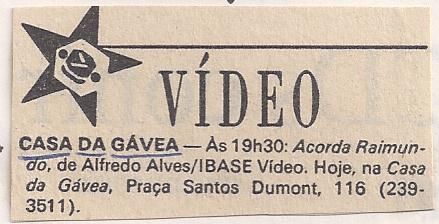 VÍDEO
CASA DA GÁVEA — Às 19h30: Acorda Raimun-
do, de Alfredo Alves/IBASE Vídeo. Hoje, na Casa
da Gávea, Praça Santos Dumont, 116 (239-
3511).